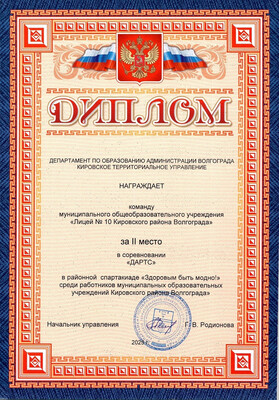 ДИПЛОМ
ДЕПАРТАМЕНТ ПО ОБРАЗОВАНИЮ АДМИНИСТРАЦИИ ВОЛГОГРАДА
КИРОВСКОЕ ТЕРРИТОРИАЛЬНОЕ УПРАВЛЕНИЕ
НАГРАЖДАЕТ
команду
муниципального общеобразовательного учреждения
«Лицей № 10 Кировского района Волгограда»
за II место
в соревновании
«ДАРТС»
в районной спартакиаде «Здоровым быть модно!»
среди работников муниципальных образовательных
учреждений Кировского района Волгограда»
Начальник управления
Г. В. Родионова
2025 г.